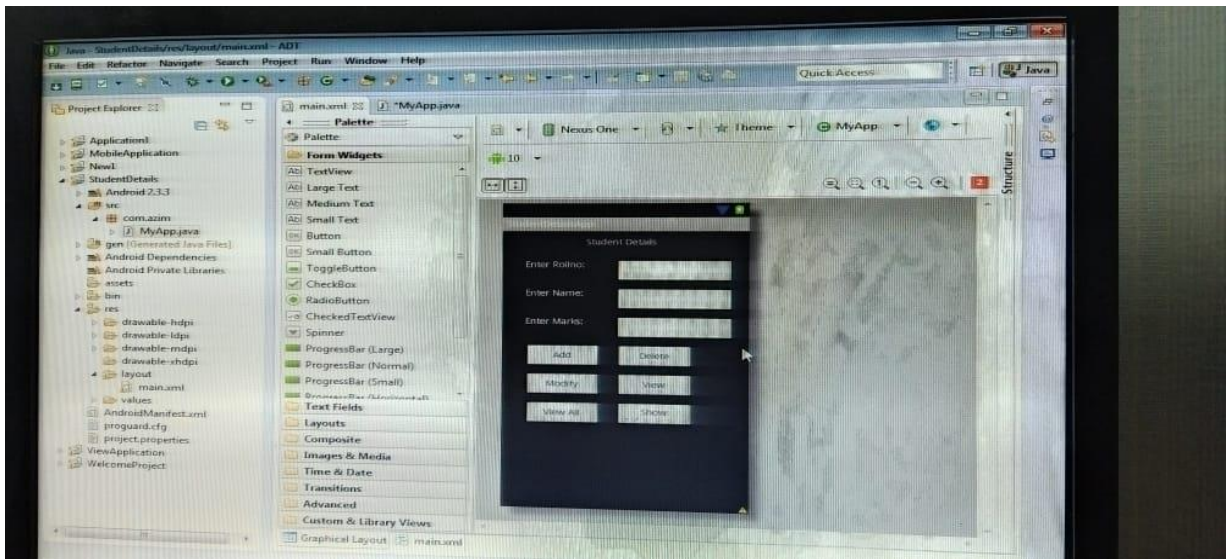 Java - StudentDetails/res/layout/main.xml - ADT
File Edit Refactor Navigate Search Project Run Window Help
Quick Access
Java
Project Explorer
Application1
MobileApplication
New1
StudentDetails
Android 2.3.3
src
com.azim
MyApp.java
gen [Generated Java Files]
Android Dependencies
Android Private Libraries
assets
bin
res
drawable-hdpi
drawable-ldpi
drawable-mdpi
drawable-xhdpi
layout
main.xml
values
AndroidManifest.xml
proguard.cfg
project.properties
ViewApplication
WelcomeProject
main.xml *MyApp.java
Palette
Palette
Form Widgets
TextView
Large Text
Medium Text
Small Text
Button
Small Button
ToggleButton
CheckBox
RadioButton
CheckedTextView
Spinner
ProgressBar (Large)
ProgressBar (Normal)
ProgressBar (Small)
ProgressBar (Horizontal)
Text Fields
Layouts
Composite
Images & Media
Time & Date
Transitions
Advanced
Custom & Library Views
Graphical Layout main.xml
Nexus One Theme MyApp
10
2
Structure
Student Details
Enter Rollno:
Enter Name:
Enter Marks:
Add Delete
Modify View
View All Show